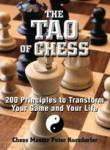 THE
TAO OF
CHESS
200 Principles to Transform
Your Game and Your Life
Chess Master Peter Kurzdorfer